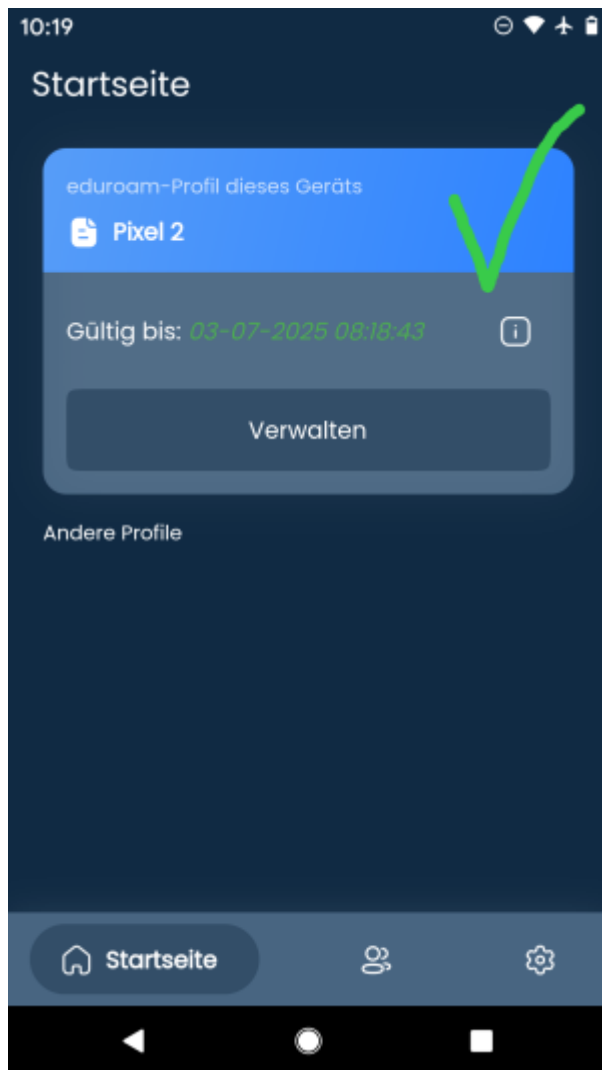 10:19
Startseite
eduroam-Profil dieses Geräts
Pixel 2
Gültig bis: 03-07-2025 08:18:43
Verwalten
Andere Profile
Startseite